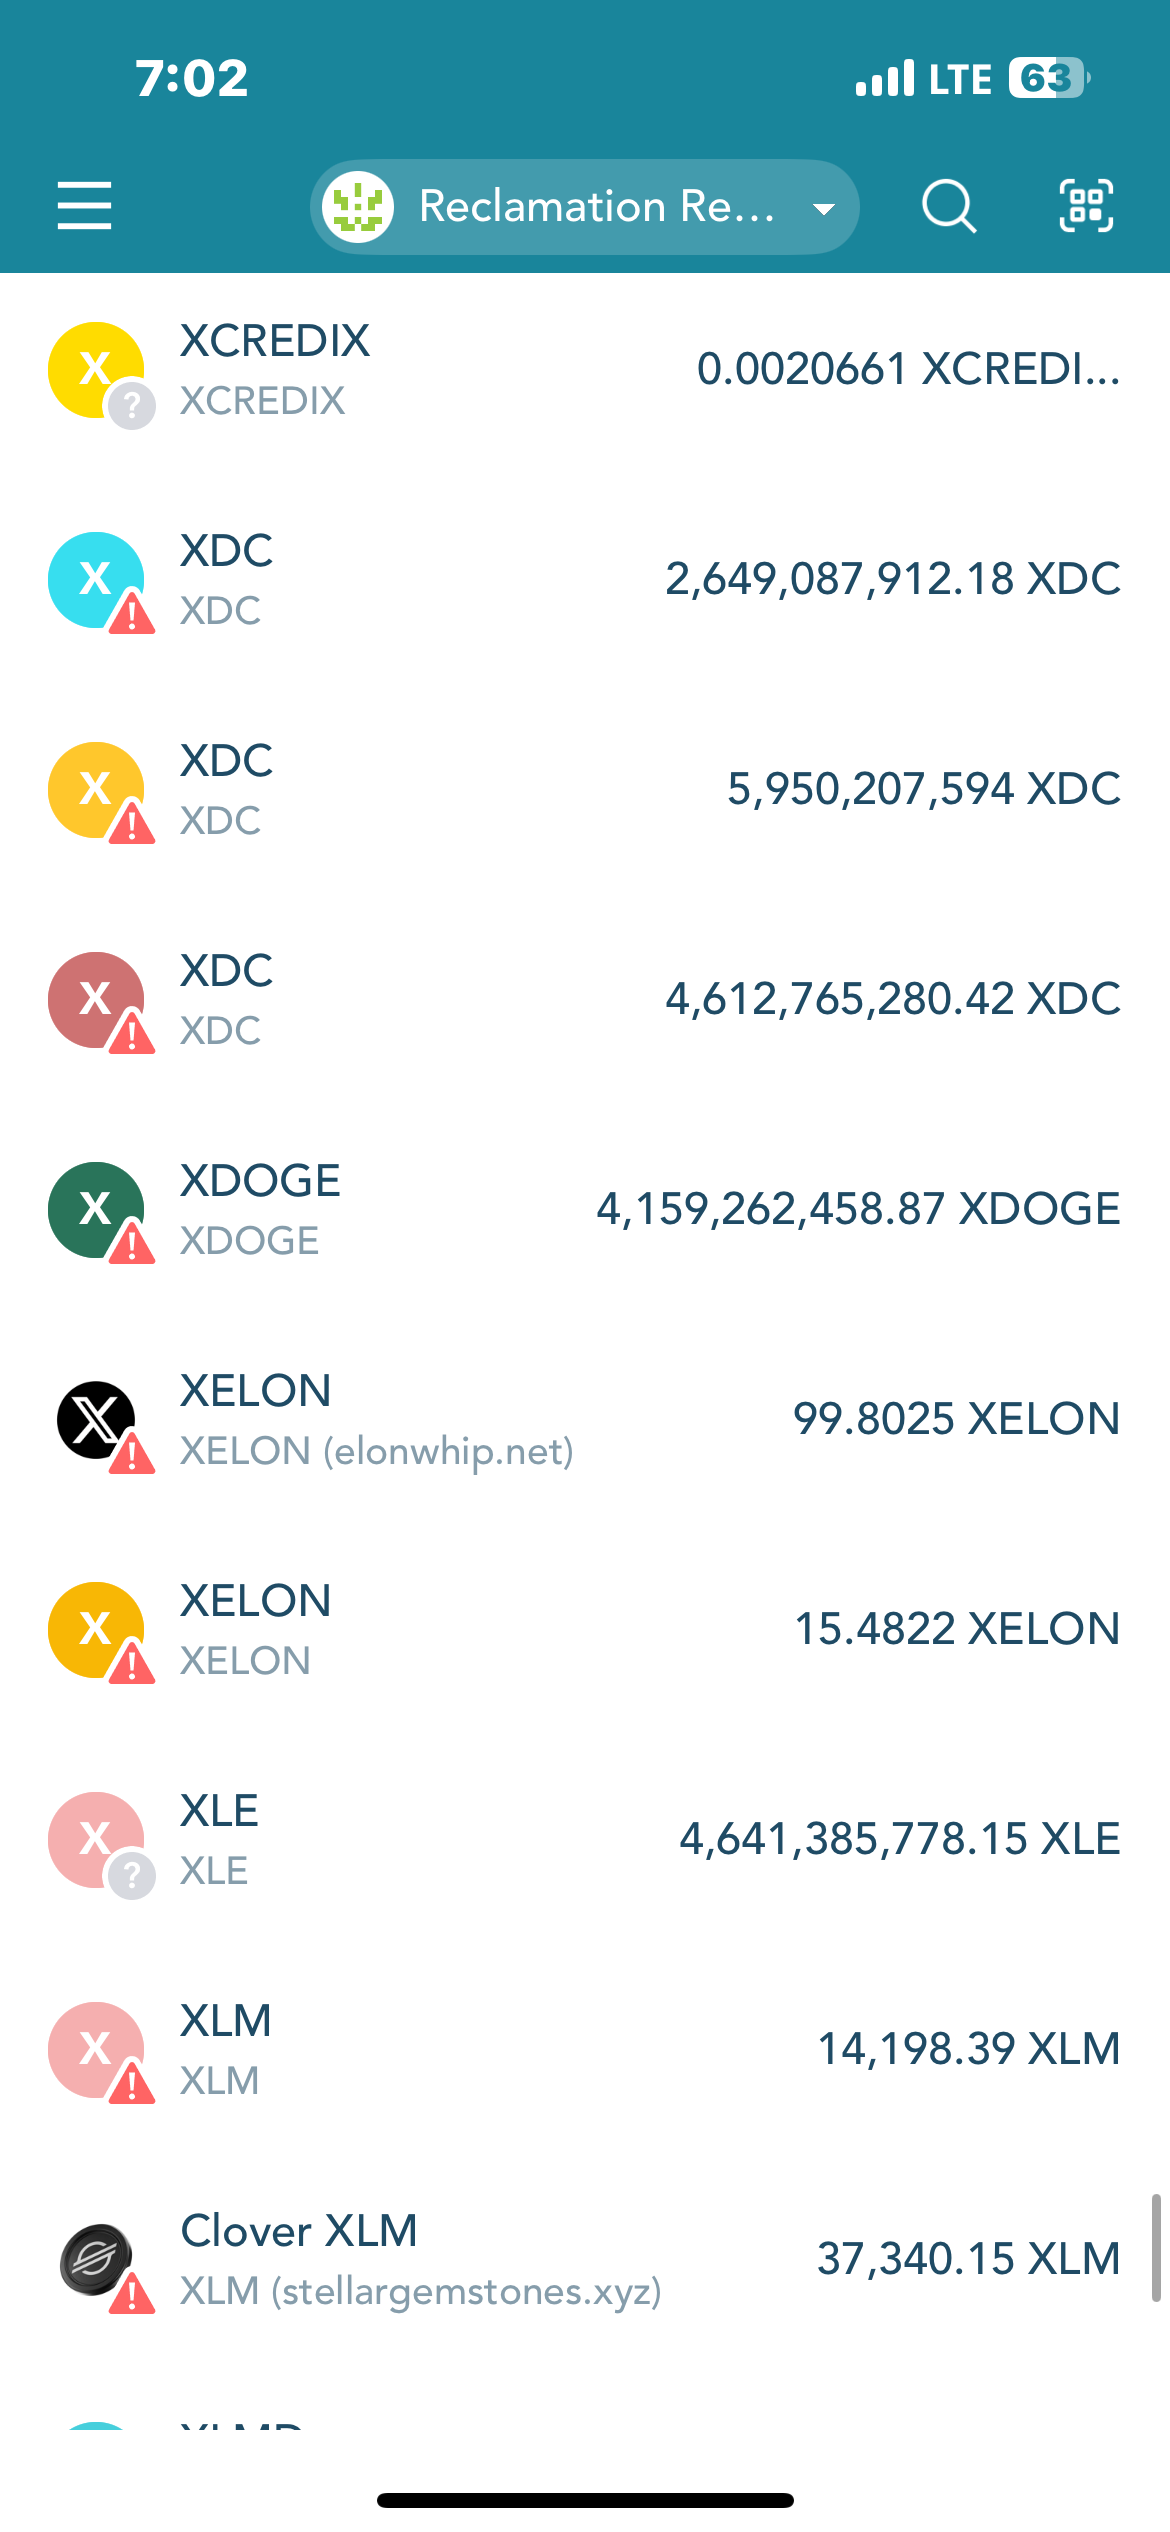 7:02
LTE 63
Reclamation Re...
X
?
XCREDIX
XCREDIX
0.0020661 XCREDI...
X
XDC
XDC
2,649,087,912.18 XDC
X
XDC
XDC
5,950,207,594 XDC
X
XDC
XDC
4,612,765,280.42 XDC
X
XDOGE
XDOGE
4,159,262,458.87 XDOGE
X
XELON
XELON (elonwhip.net)
99.8025 XELON
X
XELON
XELON
15.4822 XELON
X
?
XLE
XLE
4,641,385,778.15 XLE
X
XLM
XLM
14,198.39 XLM
Clover XLM
XLM (stellargemstones.xyz)
37,340.15 XLM